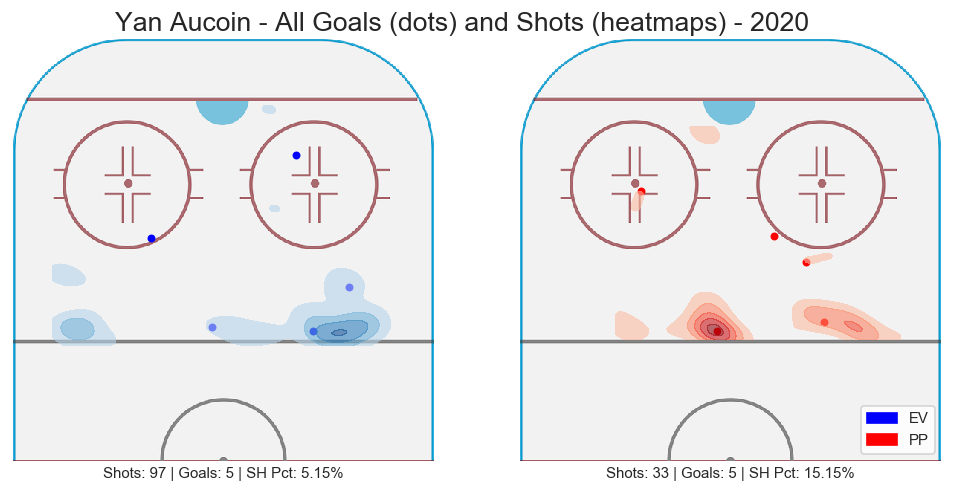 Yan Aucoin - All Goals (dots) and Shots (heatmaps) - 2020
EV
PP
Shots: 97 | Goals: 5 | SH Pct: 5.15%
Shots: 33 | Goals: 5 | SH Pct: 15.15%